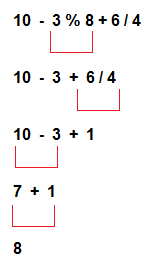 10 - 3 % 8 + 6 / 4
10 - 3 + 6 / 4
10 - 3 + 1
7 + 1
8